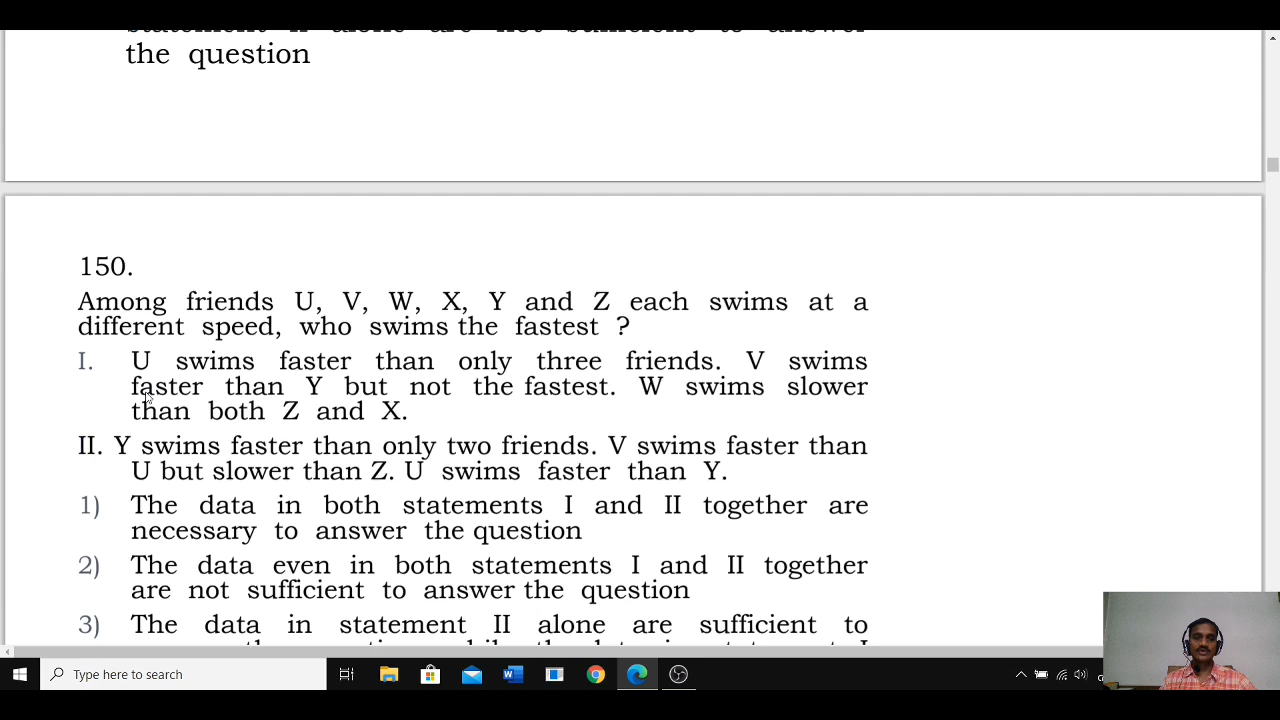 the question
150.
Among friends U, V, W, X, Y and Z each swims at a
different speed, who swims the fastest ?
I. U swims faster than only three friends. V swims
faster than Y but not the fastest. W swims slower
than both Z and X.
II. Y swims faster than only two friends. V swims faster than
U but slower than Z. U swims faster than Y.
1) The data in both statements I and II together are
necessary to answer the question
2) The data even in both statements I and II together
are not sufficient to answer the question
3) The data in statement II alone are sufficient to
Type here to search